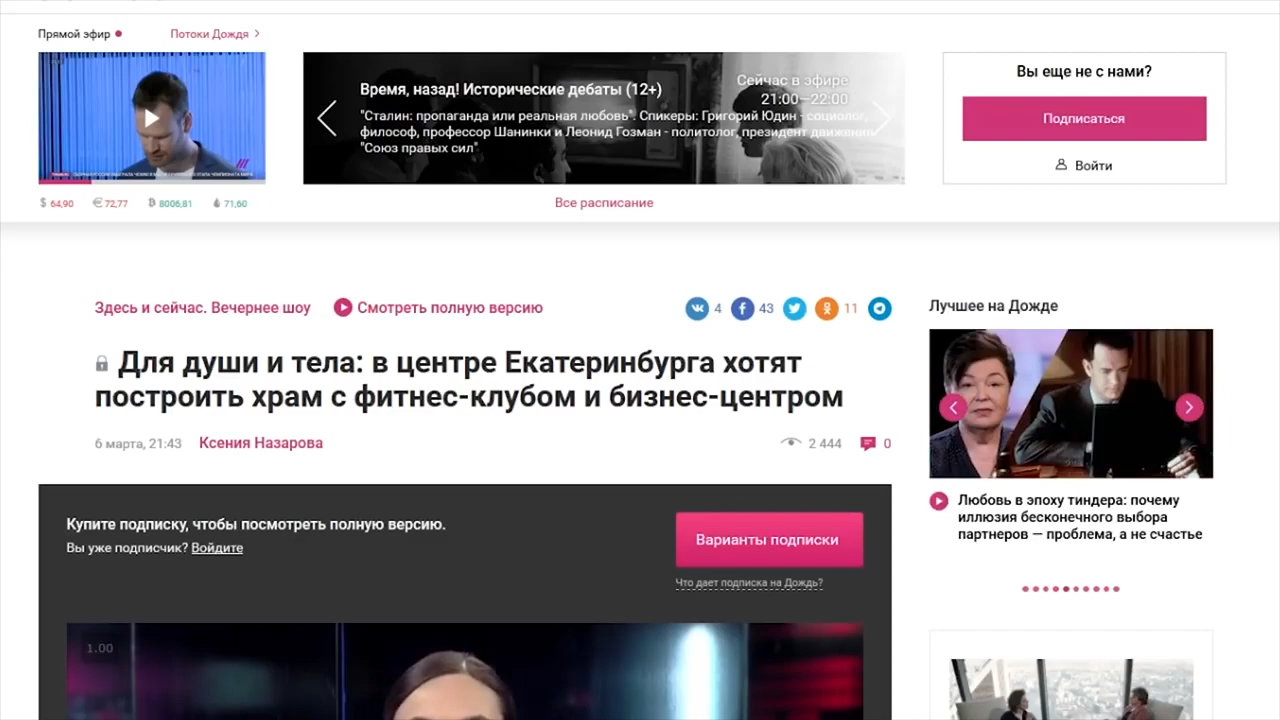 Прямой эфир
Потоки Дождя
Время, назад! Исторические дебаты (12+)
Сейчас в эфире
21:00—22:00
"Сталин: пропаганда или реальная любовь". Спикеры: Григорий Юдин - социолог,
философ, профессор Шанинки и Леонид Гозман - политолог, президент движения
"Союз правых сил"
Вы еще не с нами?
Подписаться
Войти
$ 64,90 € 72,77 8006,81 71,60
Все расписание
Здесь и сейчас. Вечернее шоу
Смотреть полную версию
4 43 11
Лучшее на Дожде
Для души и тела: в центре Екатеринбурга хотят
построить храм с фитнес-клубом и бизнес-центром
6 марта, 21:43 Ксения Назарова
2 444 0
Купите подписку, чтобы посмотреть полную версию.
Вы уже подписчик? Войдите
Варианты подписки
Что дает подписка на Дождь?
Любовь в эпоху тиндера: почему
иллюзия бесконечного выбора
партнеров — проблема, а не счастье
1.00